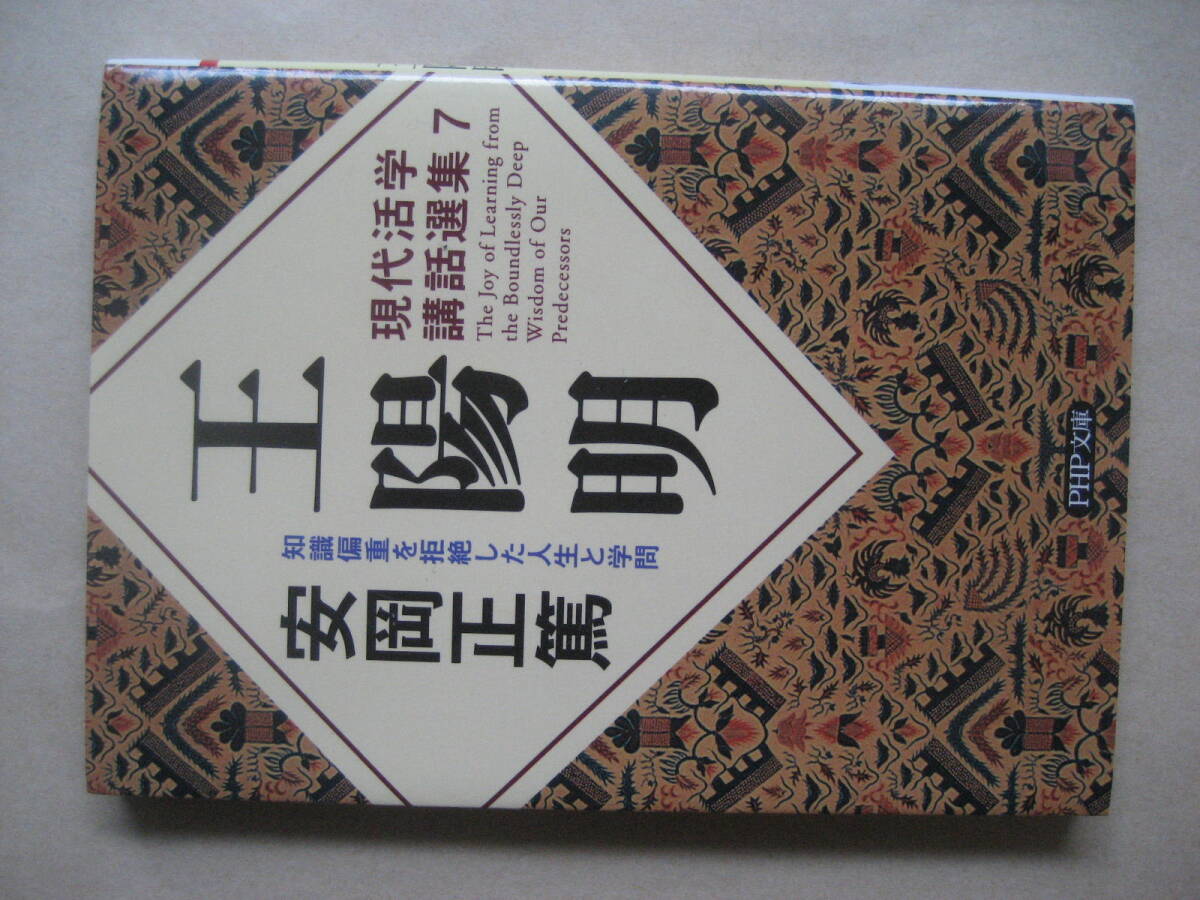 現代活学
講話選集 7
The Joy of Learning from
the Boundlessly Deep
Wisdom of Our
Predecessors
王陽明
知識偏重を拒絶した人生と学問
安岡正篤
PHP文庫